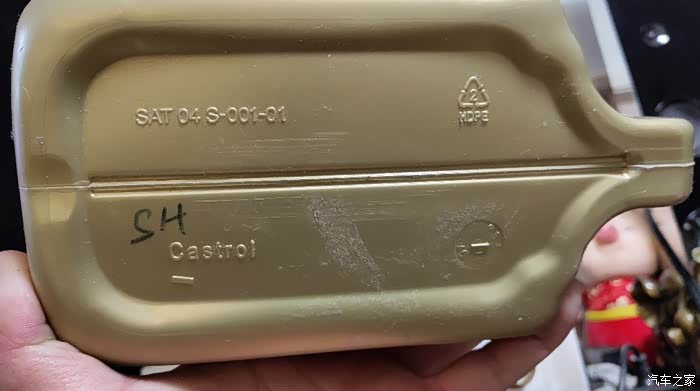 SAT 04 S-001-01
2
HDPE
SH
Castrol
汽车之家